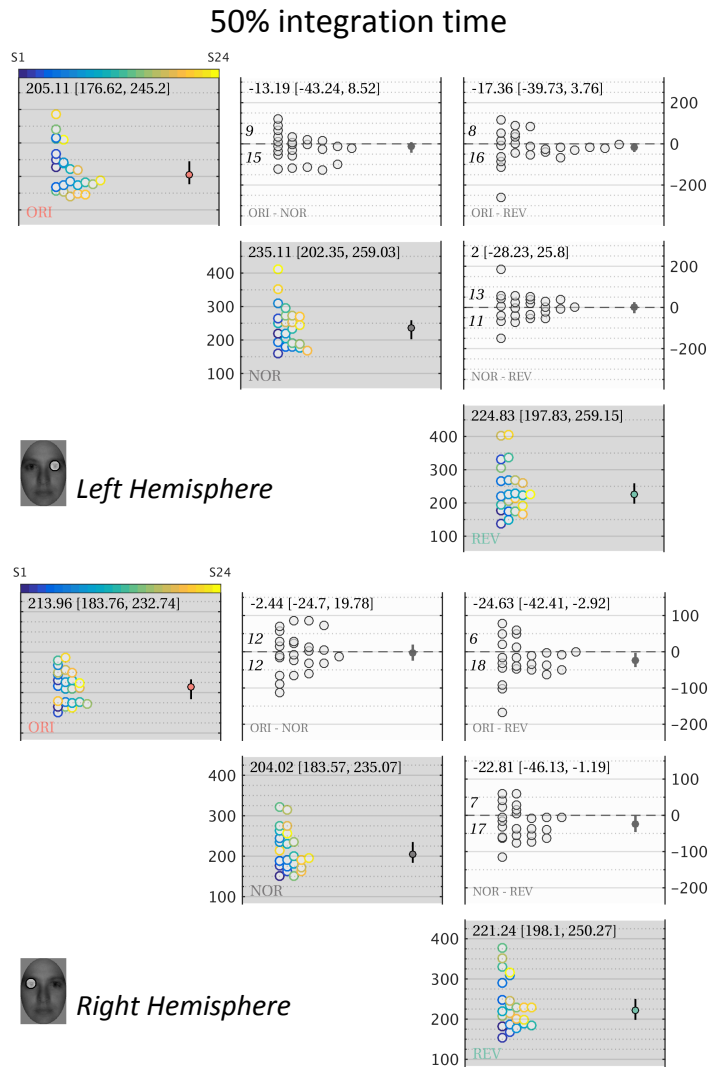 50% integration time
S1 S24
205.11 [176.62, 245.2]
ORI
-13.19 [-43.24, 8.52]
9
15
ORI - NOR
-17.36 [-39.73, 3.76]
8
16
ORI - REV
200
0
−200
235.11 [202.35, 259.03]
400
300
200
100
NOR
2 [-28.23, 25.8]
13
11
NOR - REV
200
0
−200
224.83 [197.83, 259.15]
400
300
200
100
REV
Left Hemisphere
S1 S24
213.96 [183.76, 232.74]
ORI
-2.44 [-24.7, 19.78]
12
12
ORI - NOR
-24.63 [-42.41, -2.92]
6
18
ORI - REV
100
0
−100
−200
204.02 [183.57, 235.07]
400
300
200
100
NOR
-22.81 [-46.13, -1.19]
7
17
NOR - REV
100
0
−100
−200
221.24 [198.1, 250.27]
400
300
200
100
REV
Right Hemisphere